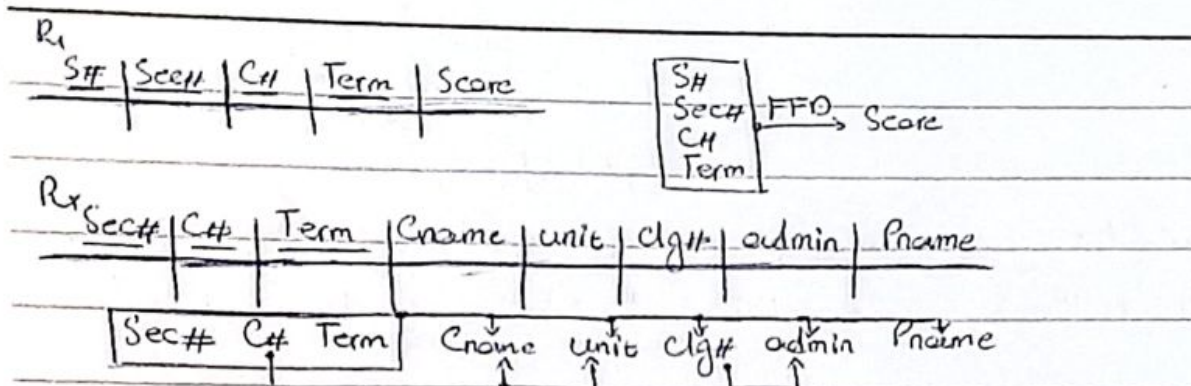 R1
S# | Sec# | C# | Term | Score
S#
Sec# FFD Score
C#
Term
Rx
Sec# | C# | Term | Cname | unit | clg# | admin | Pname
Sec# C# Term Cname unit clg# admin Pname